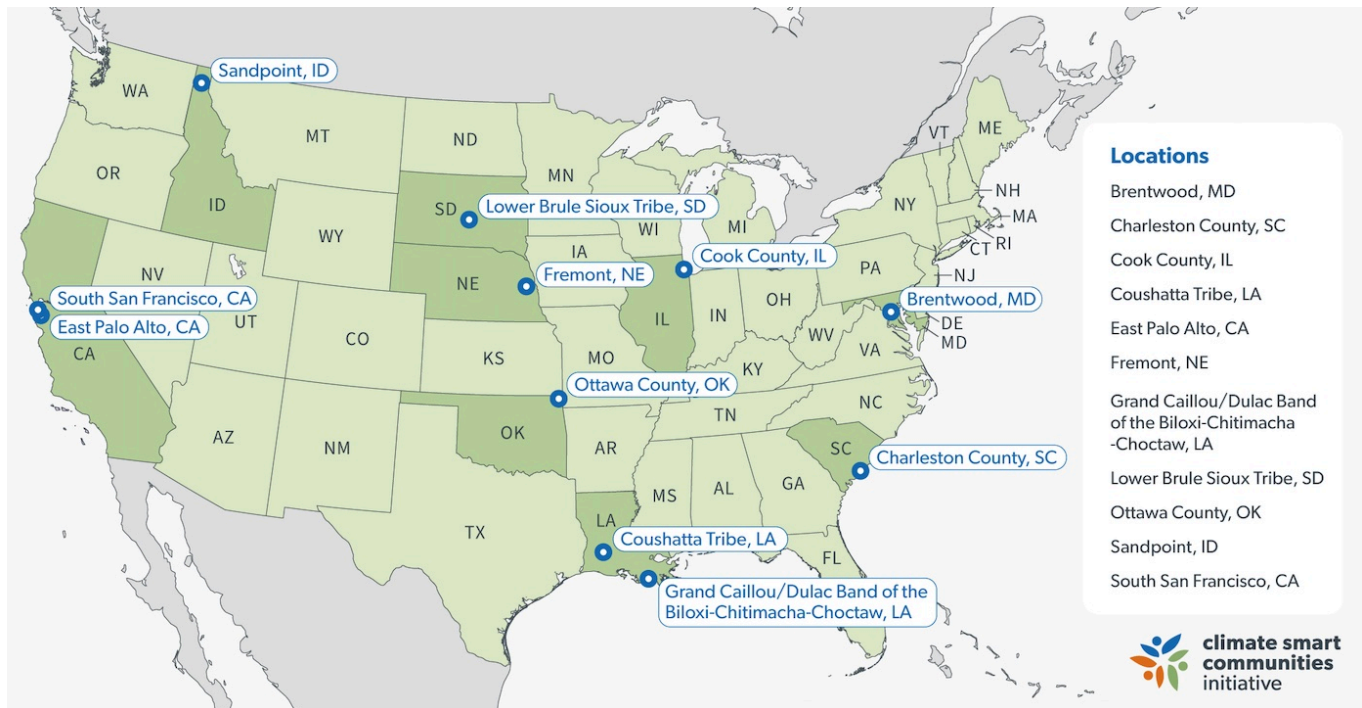 Sandpoint, ID
WA
MT
ND
VT
ME
OR
MN
ID
SD
Lower Brule Sioux Tribe, SD
WI
MI
NY
NH
MA
CT
RI
WY
IA
Cook County, IL
PA
NJ
NV
NE
Fremont, NE
South San Francisco, CA
East Palo Alto, CA
UT
IL
IN
OH
Brentwood, MD
DE
MD
CA
CO
KS
MO
WV
VA
KY
Ottawa County, OK
NC
TN
AZ
NM
OK
AR
SC
Charleston County, SC
MS
AL
GA
TX
LA
Coushatta Tribe, LA
FL
Grand Caillou/Dulac Band of the
Biloxi-Chitimacha-Choctaw, LA
Locations
Brentwood, MD
Charleston County, SC
Cook County, IL
Coushatta Tribe, LA
East Palo Alto, CA
Fremont, NE
Grand Caillou/Dulac Band
of the Biloxi-Chitimacha
-Choctaw, LA
Lower Brule Sioux Tribe, SD
Ottawa County, OK
Sandpoint, ID
South San Francisco, CA
climate smart
communities
initiative